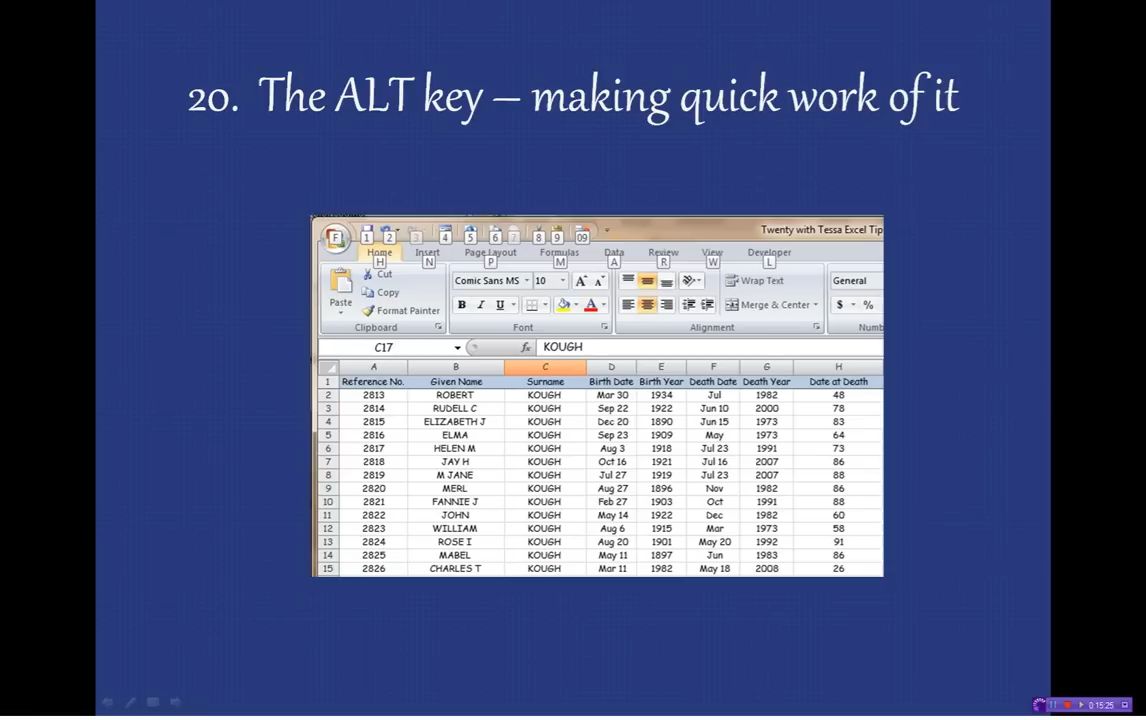 20. The ALT key – making quick work of it
Twenty with Tessa Excel Tip
F 1 2 3 4 5 6 7 8 9 09
Home Insert Page Layout Formulas Data Review View Developer
H N P M A R W L
Paste
Cut
Copy
Format Painter
Clipboard
Comic Sans MS 10 A A
B I U A
Font
Wrap Text
Merge & Center
Alignment
General
$ %
Numb
C17 fx KOUGH
A B C D E F G H
1 Reference No. Given Name Surname Birth Date Birth Year Death Date Death Year Date at Death
2 2813 ROBERT KOUGH Mar 30 1934 Jul 1982 48
3 2814 RUDELL C KOUGH Sep 22 1922 Jun 10 2000 78
4 2815 ELIZABETH J KOUGH Dec 20 1890 Jun 15 1973 83
5 2816 ELMA KOUGH Sep 23 1909 May 1973 64
6 2817 HELEN M KOUGH Aug 3 1918 Jul 23 1991 73
7 2818 JAY H KOUGH Oct 16 1921 Jul 16 2007 86
8 2819 M JANE KOUGH Jul 27 1919 Jul 23 2007 88
9 2820 MERL KOUGH Aug 27 1896 Nov 1982 86
10 2821 FANNIE J KOUGH Feb 27 1903 Oct 1991 88
11 2822 JOHN KOUGH May 14 1922 Dec 1982 60
12 2823 WILLIAM KOUGH Aug 6 1915 Mar 1973 58
13 2824 ROSE I KOUGH Aug 20 1901 May 20 1992 91
14 2825 MABEL KOUGH May 11 1897 Jun 1983 86
15 2826 CHARLES T KOUGH Mar 11 1982 May 18 2008 26
0:15:25